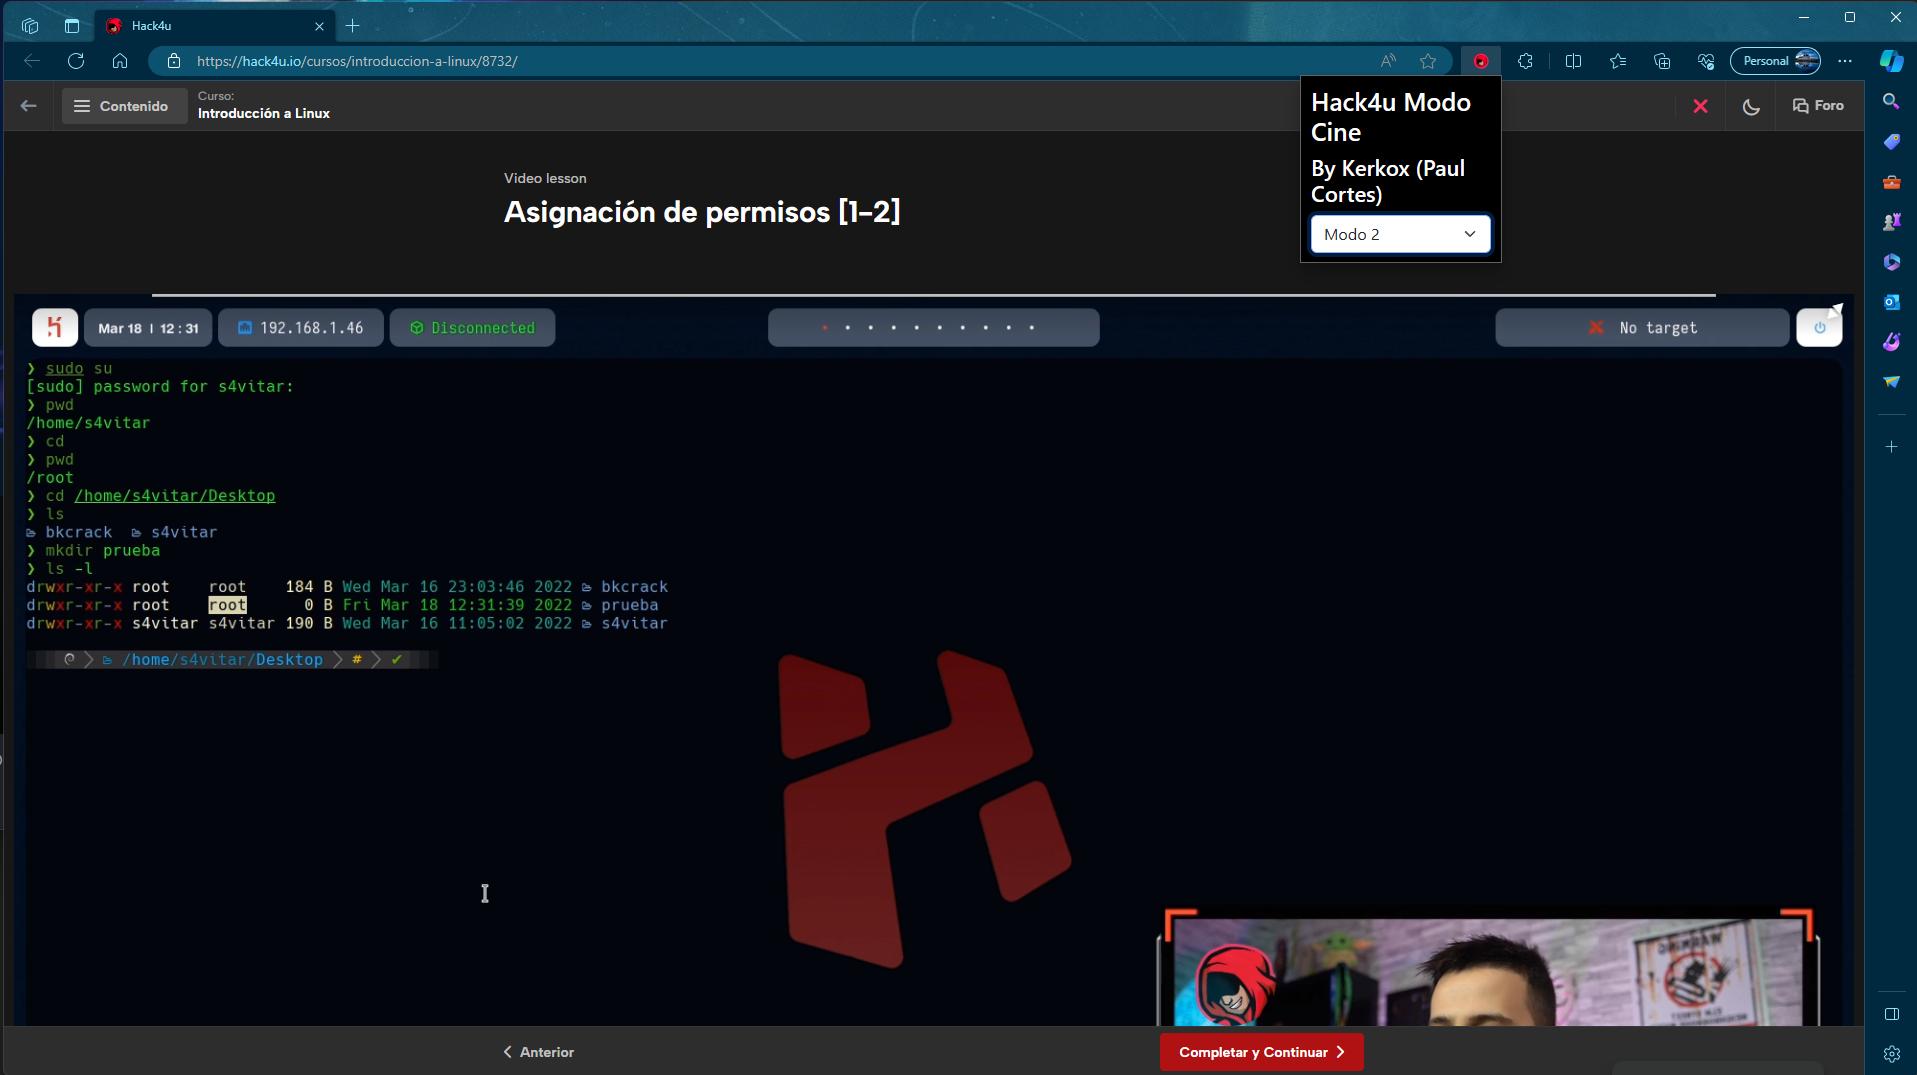 Hack4u
https://hack4u.io/cursos/introduccion-a-linux/8732/
Personal
Contenido
Curso:
Introducción a Linux
Foro
Hack4u Modo
Cine
By Kerkox (Paul
Cortes)
Modo 2
Video lesson
Asignación de permisos [1-2]
Mar 18 | 12:31
192.168.1.46
Disconnected
No target
❯ sudo su
[sudo] password for s4vitar:
❯ pwd
/home/s4vitar
❯ cd
❯ pwd
/root
❯ cd /home/s4vitar/Desktop
❯ ls
bkcrack s4vitar
❯ mkdir prueba
❯ ls -l
drwxr-xr-x root root 184 B Wed Mar 16 23:03:46 2022 bkcrack
drwxr-xr-x root root 0 B Fri Mar 18 12:31:39 2022 prueba
drwxr-xr-x s4vitar s4vitar 190 B Wed Mar 16 11:05:02 2022 s4vitar
/home/s4vitar/Desktop > # > ✔
Anterior
Completar y Continuar